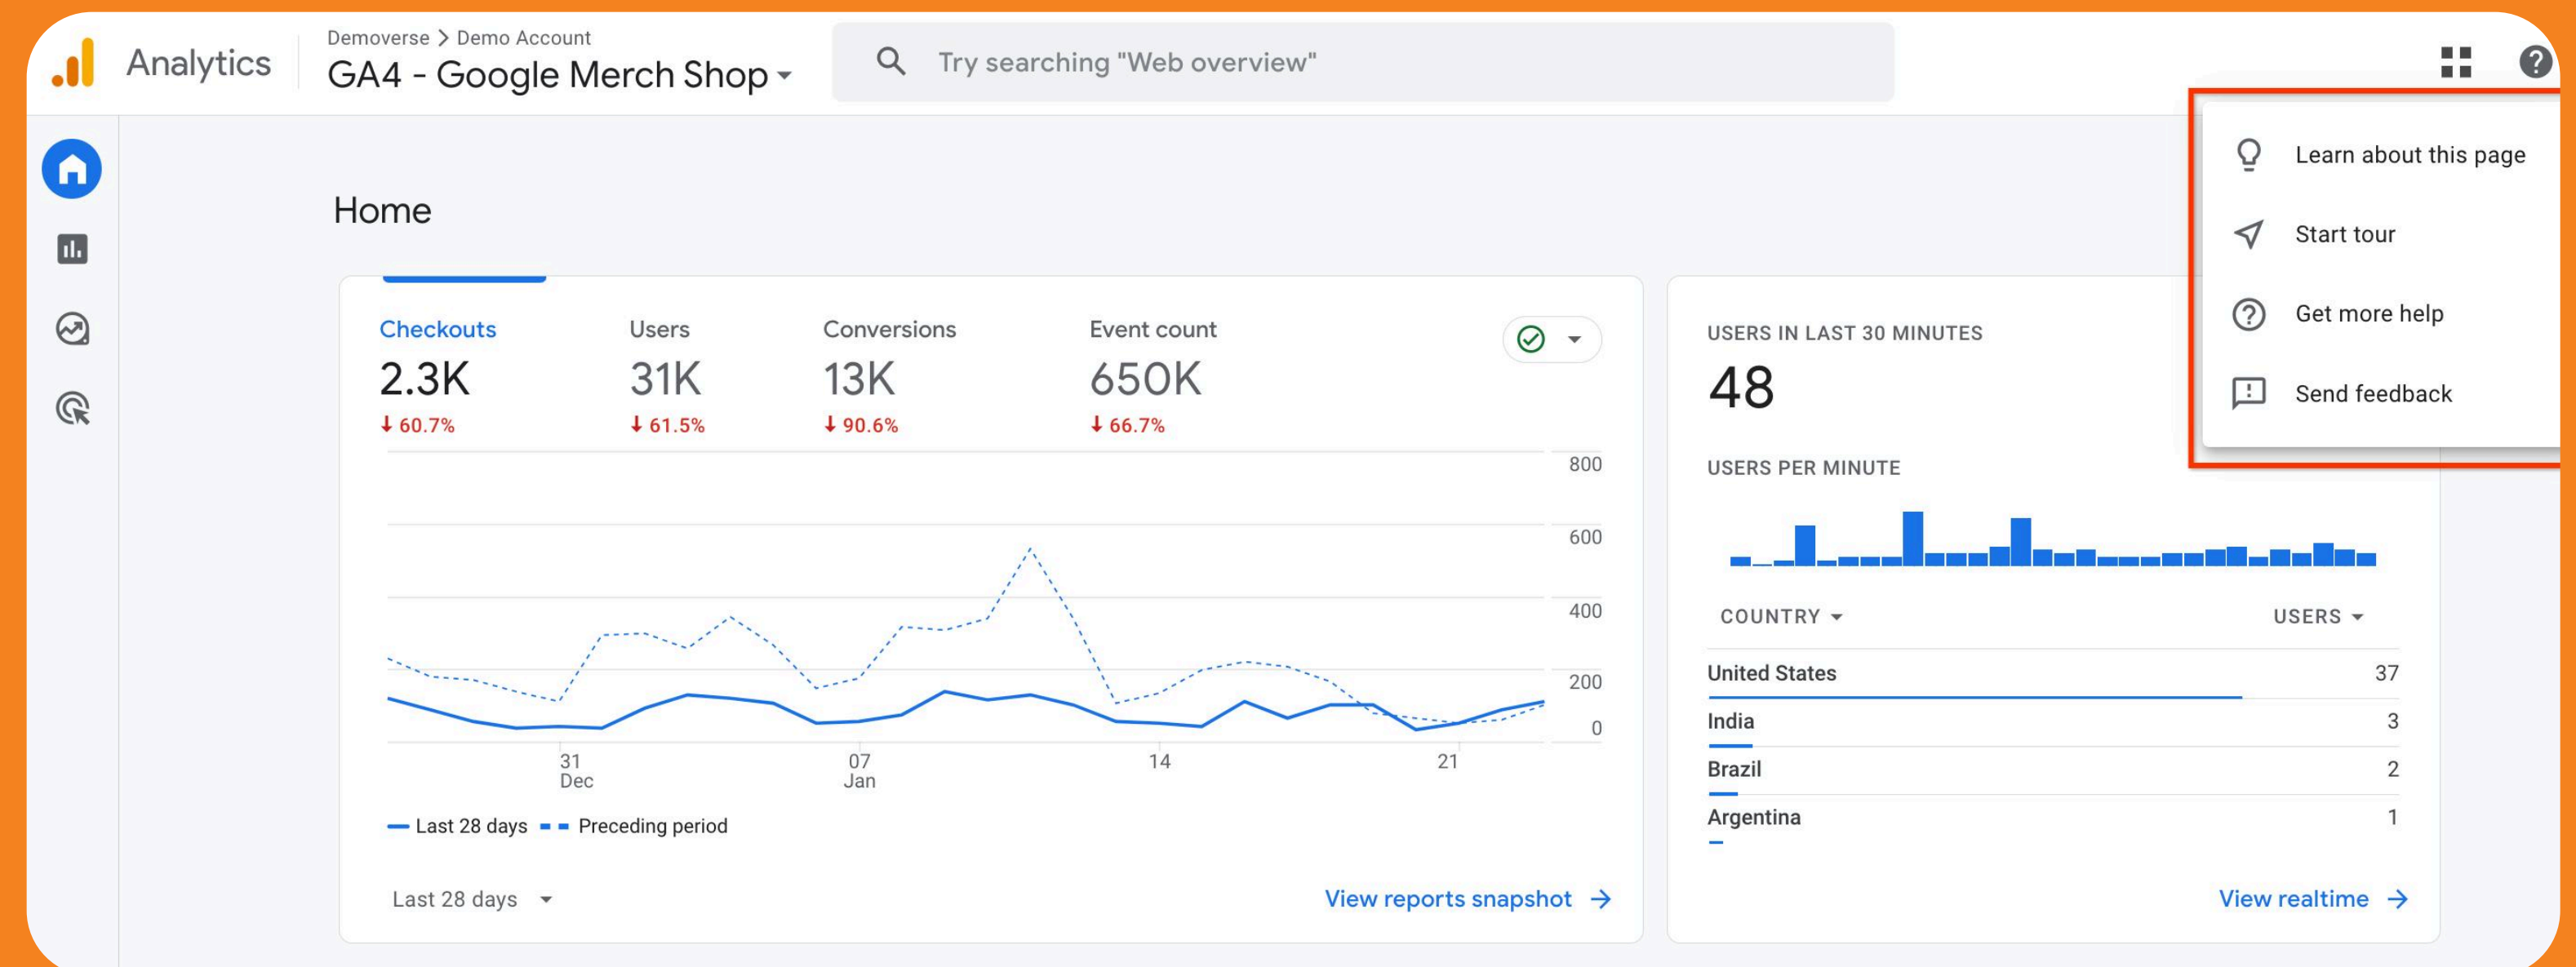 Analytics
Demoverse > Demo Account
GA4 - Google Merch Shop
Try searching "Web overview"
Learn about this page
Start tour
Get more help
Send feedback
Home
Checkouts
2.3K
↓ 60.7%
Users
31K
↓ 61.5%
Conversions
13K
↓ 90.6%
Event count
650K
↓ 66.7%
800
600
400
200
0
31
Dec
07
Jan
14
21
Last 28 days
Preceding period
Last 28 days
View reports snapshot →
USERS IN LAST 30 MINUTES
48
USERS PER MINUTE
COUNTRY USERS
United States 37
India 3
Brazil 2
Argentina 1
View realtime →